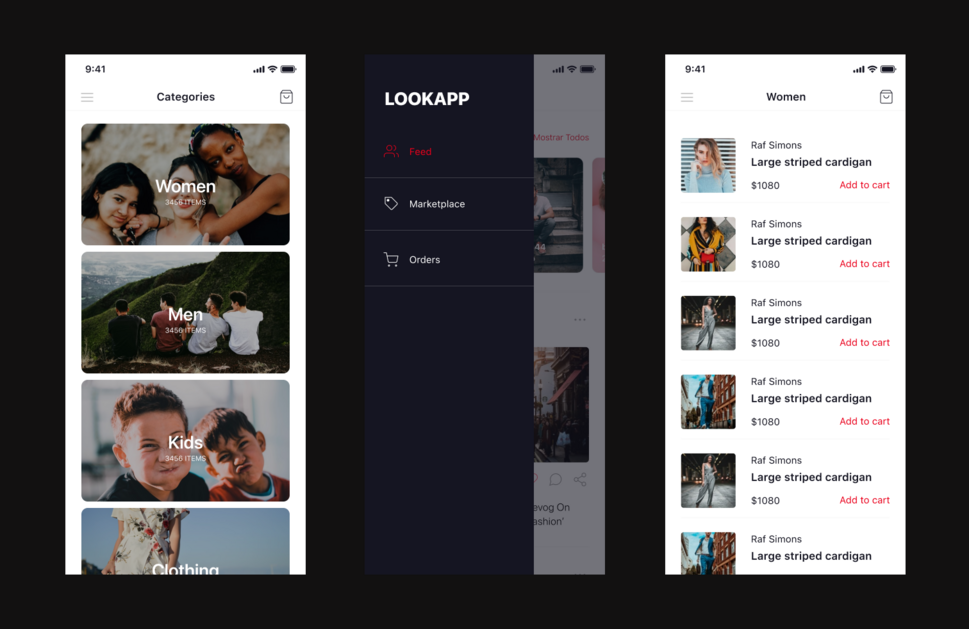 9:41
Categories
Women
3456 ITEMS
Men
3456 ITEMS
Kids
3456 ITEMS
Clothing
LOOKAPP
Feed
Marketplace
Orders
Mostrar Todos
44
evog On
ashion'
9:41
Women
Raf Simons
Large striped cardigan
$1080
Add to cart
Raf Simons
Large striped cardigan
$1080
Add to cart
Raf Simons
Large striped cardigan
$1080
Add to cart
Raf Simons
Large striped cardigan
$1080
Add to cart
Raf Simons
Large striped cardigan
$1080
Add to cart
Raf Simons
Large striped cardigan